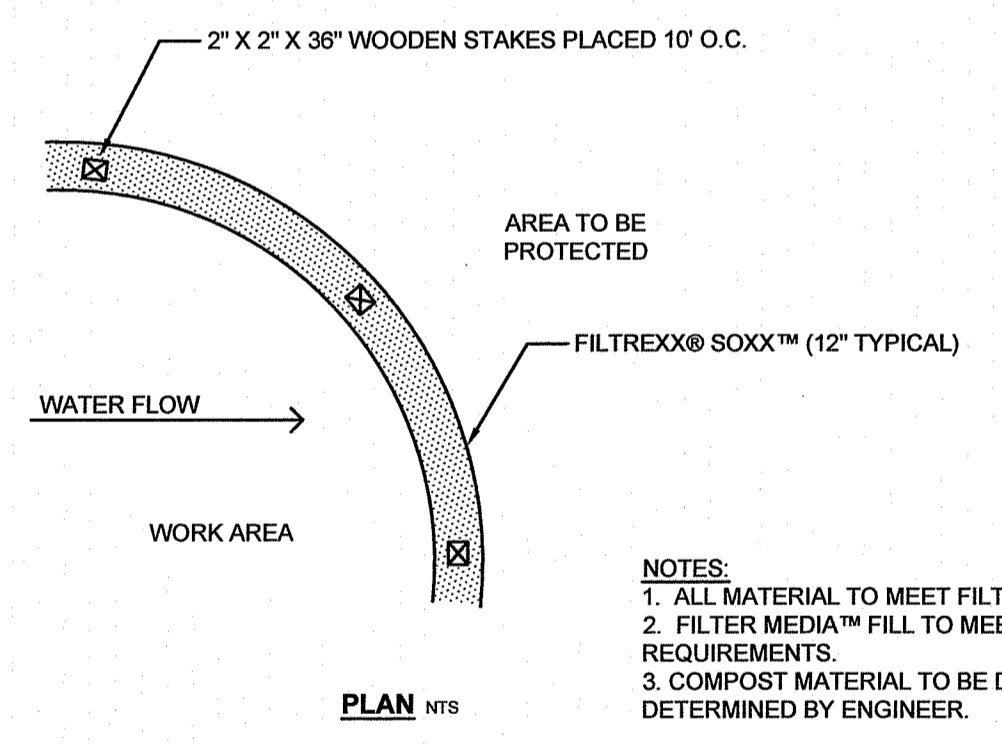 2" X 2" X 36" WOODEN STAKES PLACED 10' O.C.
AREA TO BE
PROTECTED
FILTREXX® SOXX™ (12" TYPICAL)
WATER FLOW
WORK AREA
NOTES:
1. ALL MATERIAL TO MEET FILT
2. FILTER MEDIA™ FILL TO MEE
REQUIREMENTS.
3. COMPOST MATERIAL TO BE D
DETERMINED BY ENGINEER.
PLAN NTS